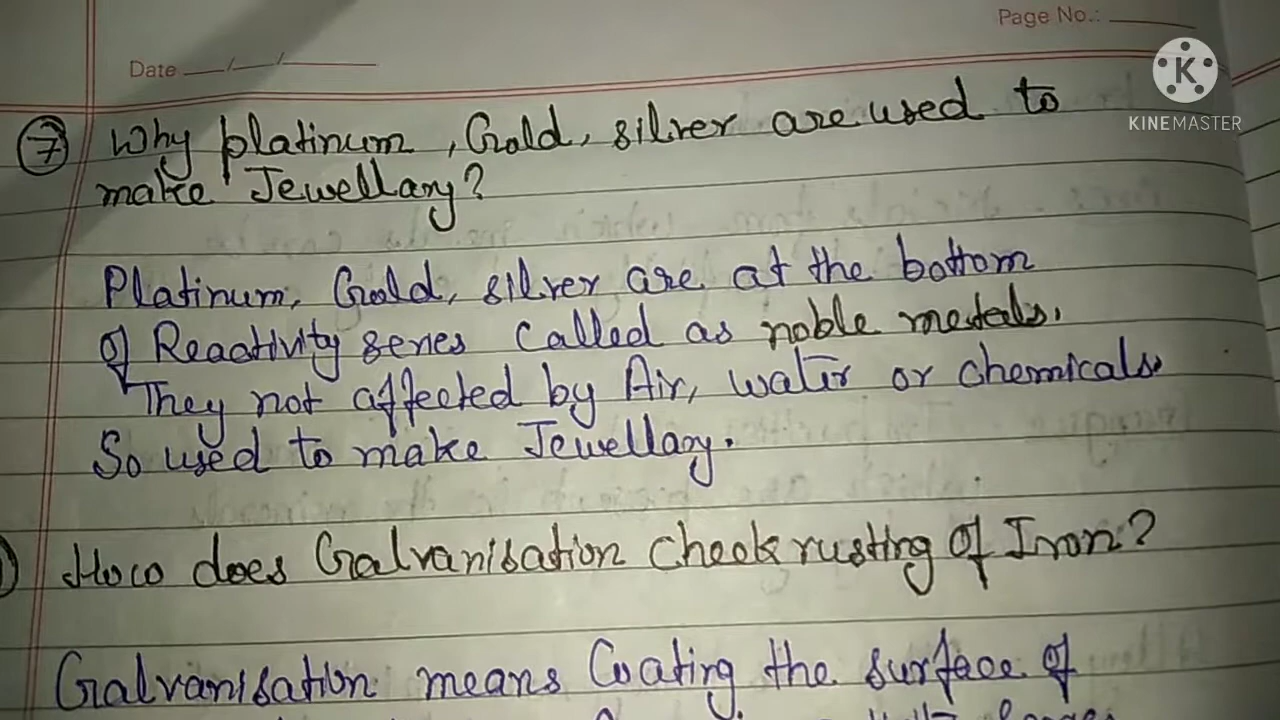 Page No.:
Date
K
KINEMASTER
7 Why platinum, Gold, silver are used to
make Jewellary?
Platinum, Gold, silver are at the bottom
of Reactivity series called as noble metals.
They not affected by Air, water or chemicals
So used to make Jewellary.
How does Galvanisation check rusting of Iron?
Galvanisation means Coating the surface of